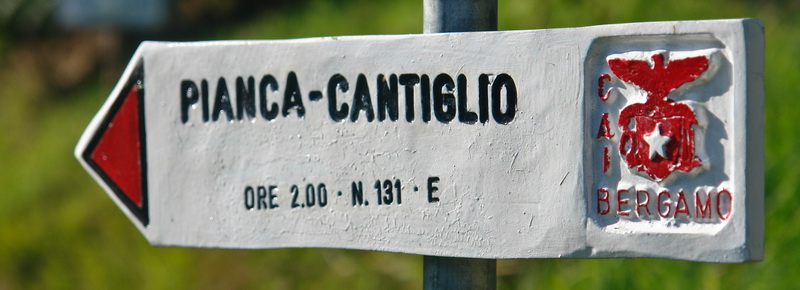 PIANCA-CANTIGLIO
ORE 2.00 · N. 131 · E
CAI
BERGAMO